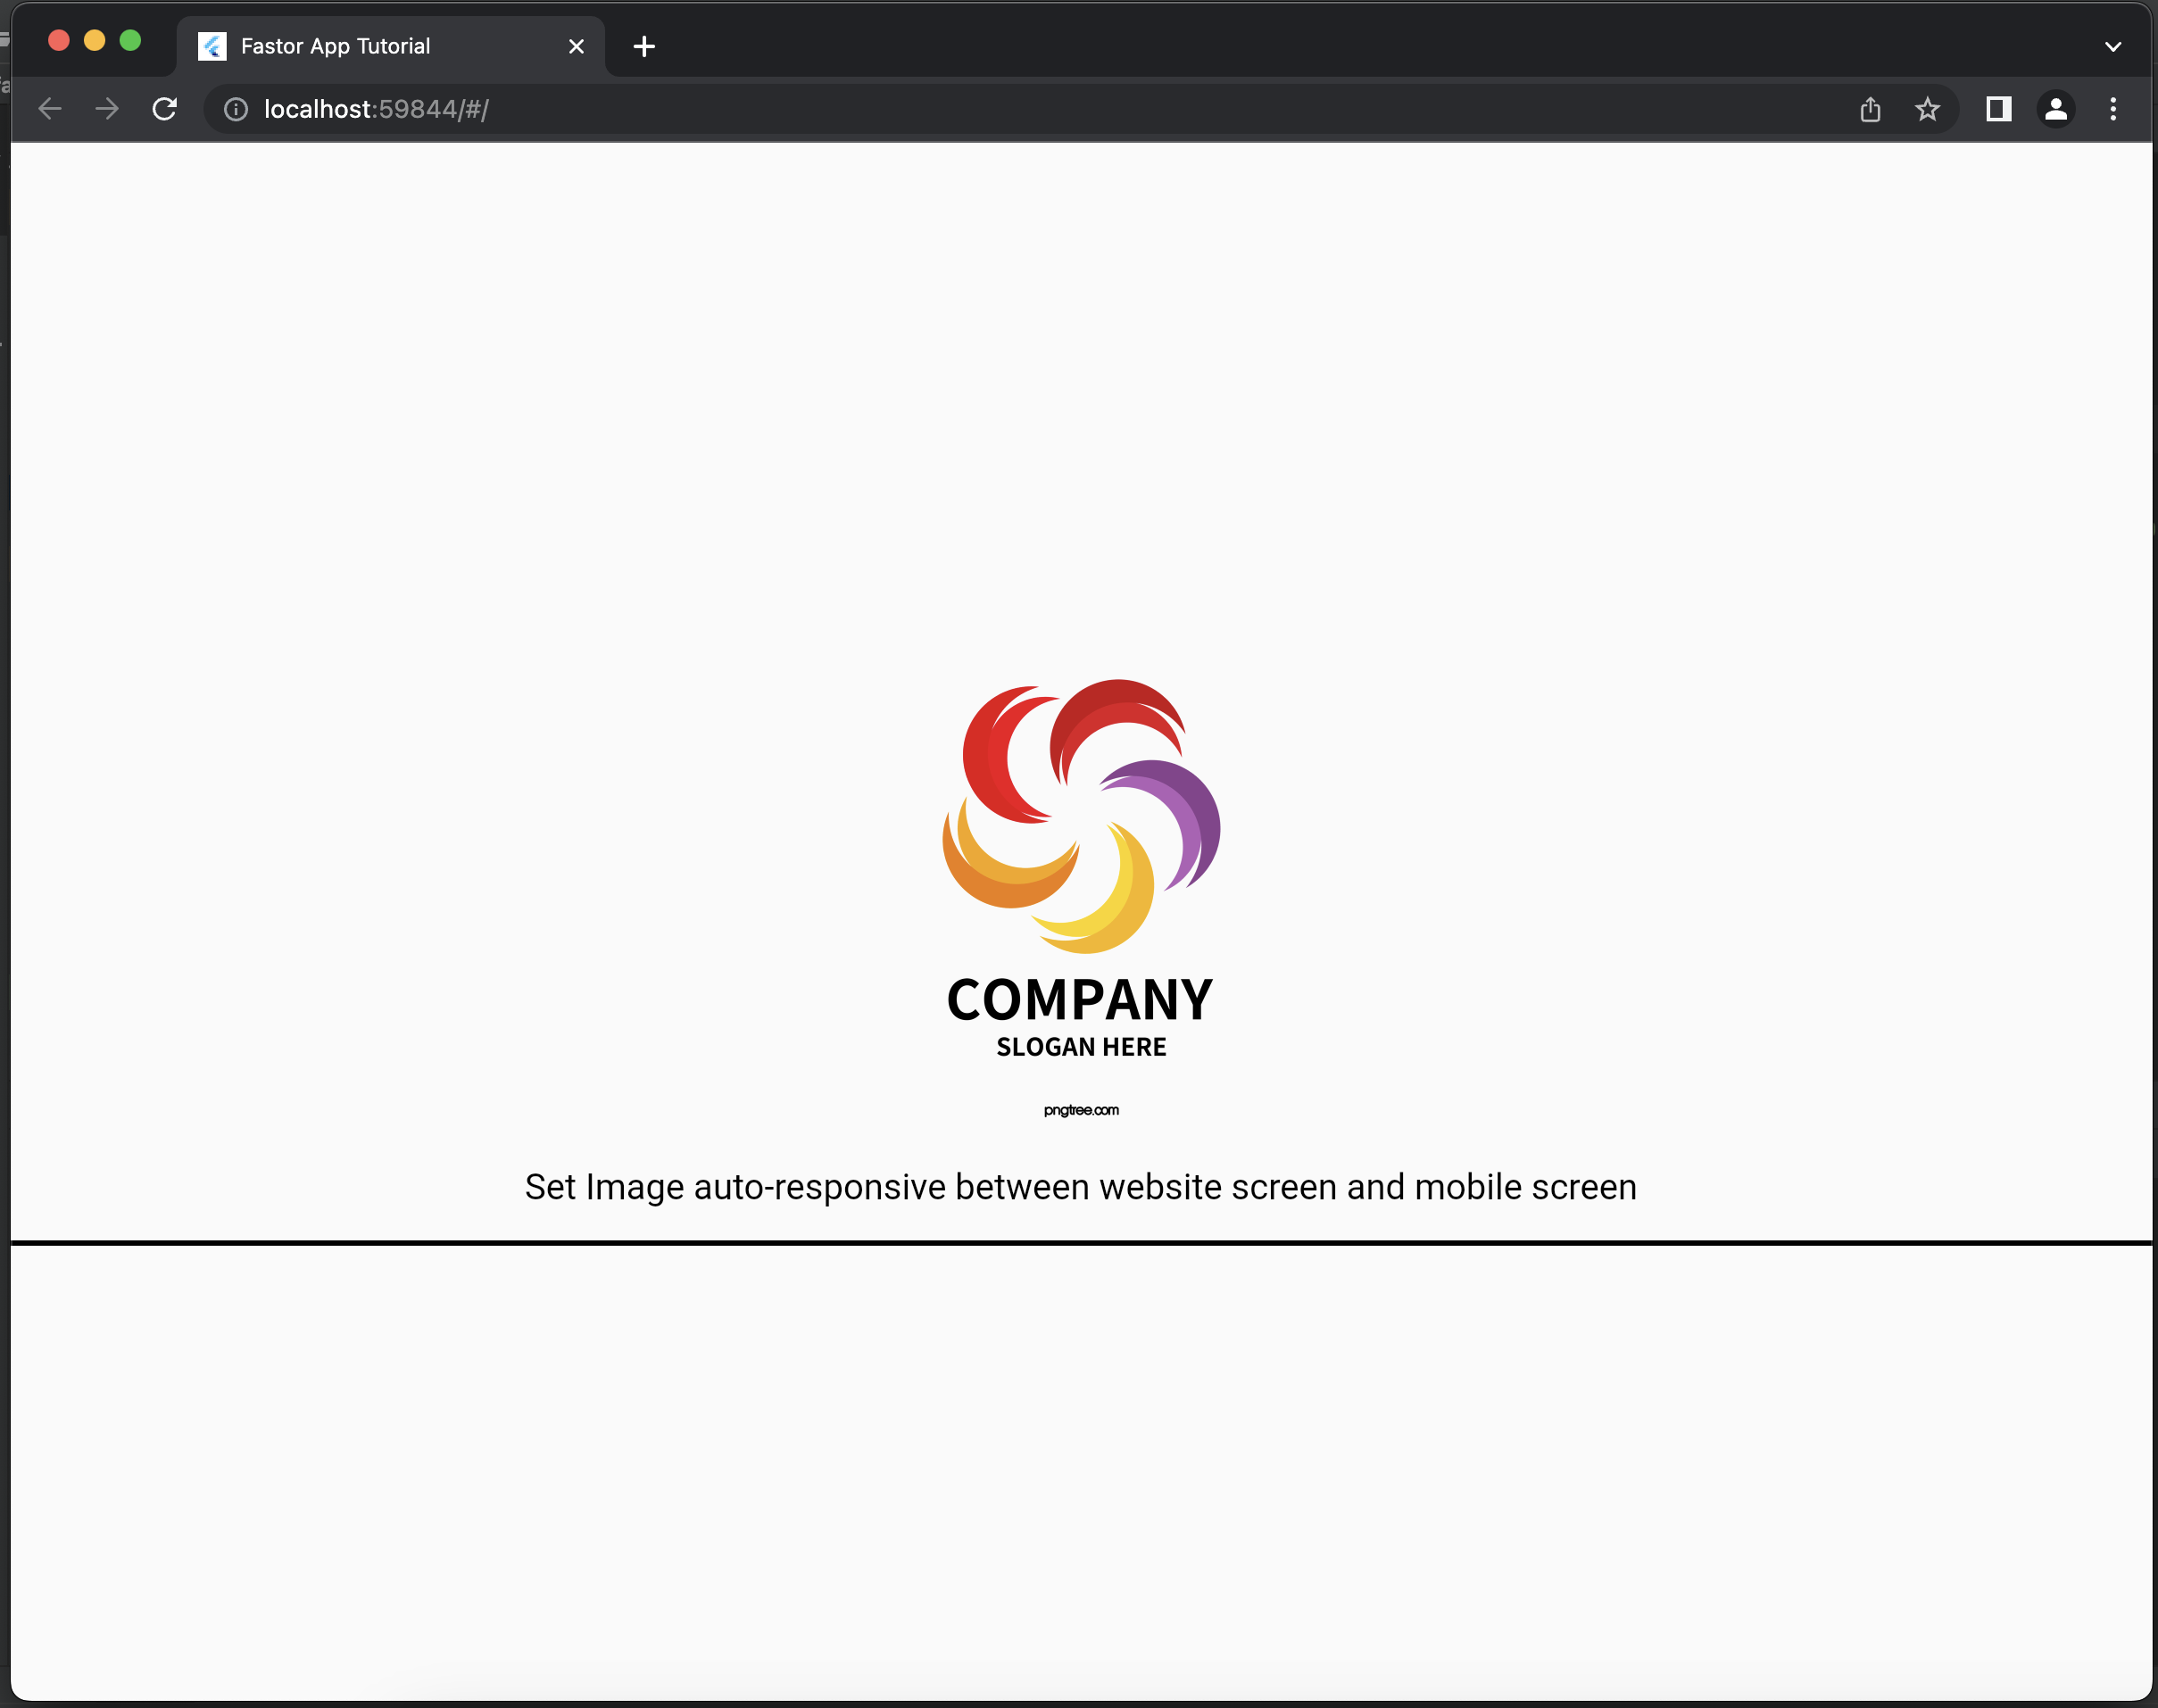 Fastor App Tutorial
localhost:59844/#/
COMPANY
SLOGAN HERE
pngtree.com
Set Image auto-responsive between website screen and mobile screen